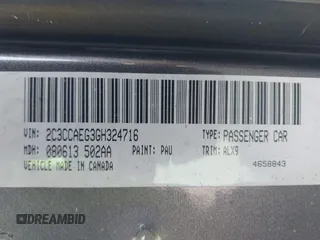 VIN: 2C3CCAEG3GH324716 TYPE: PASSENGER CAR
MDH: 080613 502AA PAINT: PAU TRIM: ALX9
VEHICLE MADE IN CANADA 4658843
DREAMBID